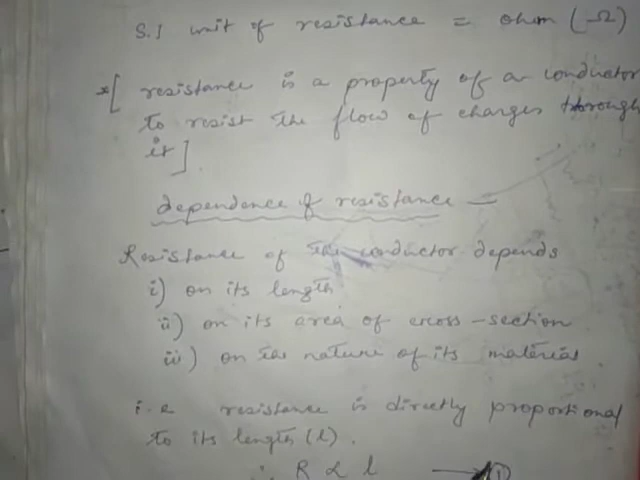 S.I unit of resistance = ohm (Ω)
*[ resistance is a property of a conductor
to resist the flow of charges through
it ].
dependence of resistance –
Resistance of the conductor depends
i) on its length
ii) on its area of cross-section
iii) on the nature of its material
i.e resistance is directly proportional
to its length (l).
∴ R α l → ①